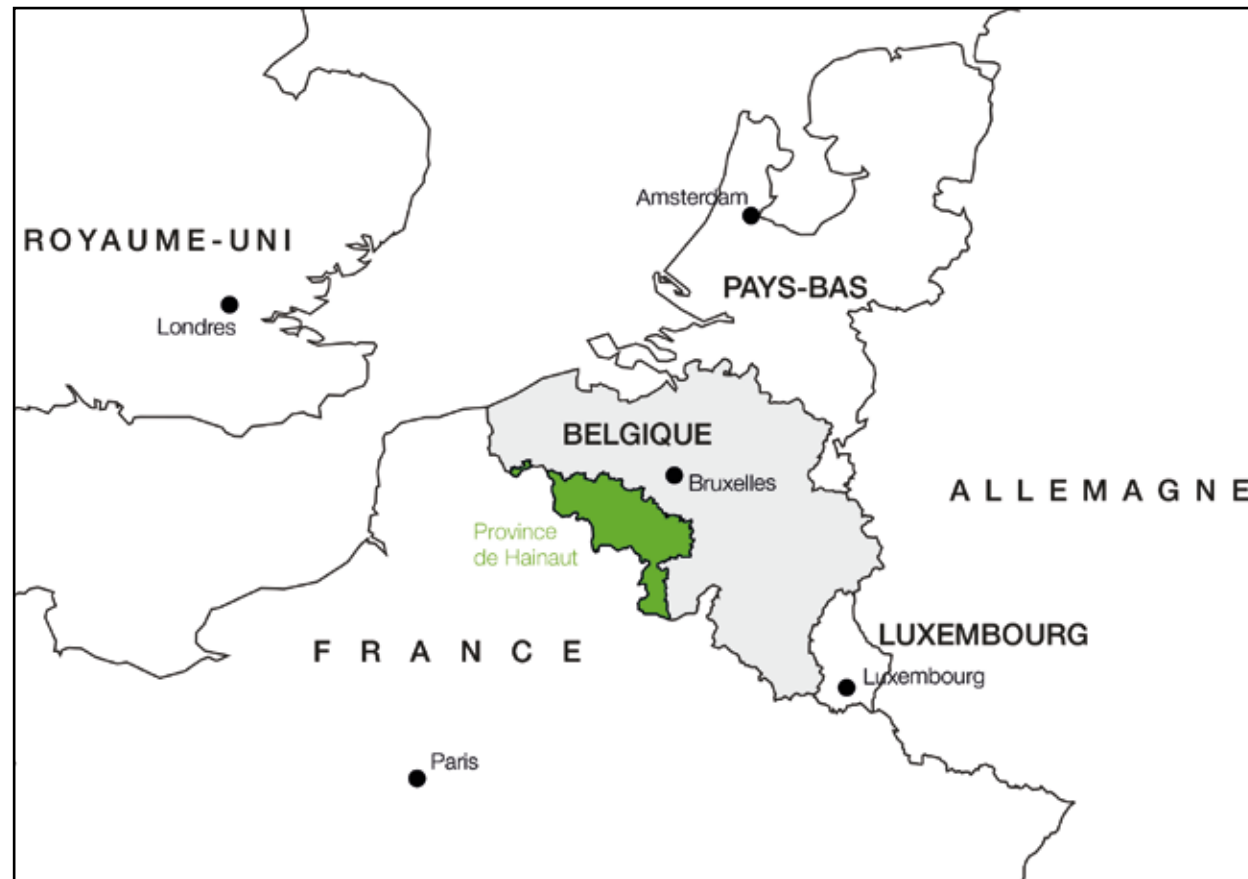 Amsterdam
ROYAUME-UNI
PAYS-BAS
Londres
BELGIQUE
Bruxelles
ALLEMAGNE
Province
de Hainaut
LUXEMBOURG
FRANCE
Luxembourg
Paris